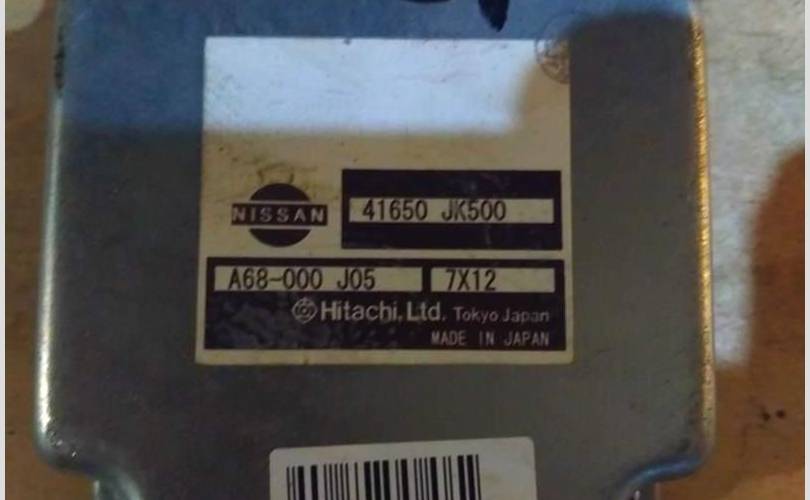 NISSAN
41650 JK500
A68-000 J05 7X12
Hitachi, Ltd. Tokyo Japan
MADE IN JAPAN